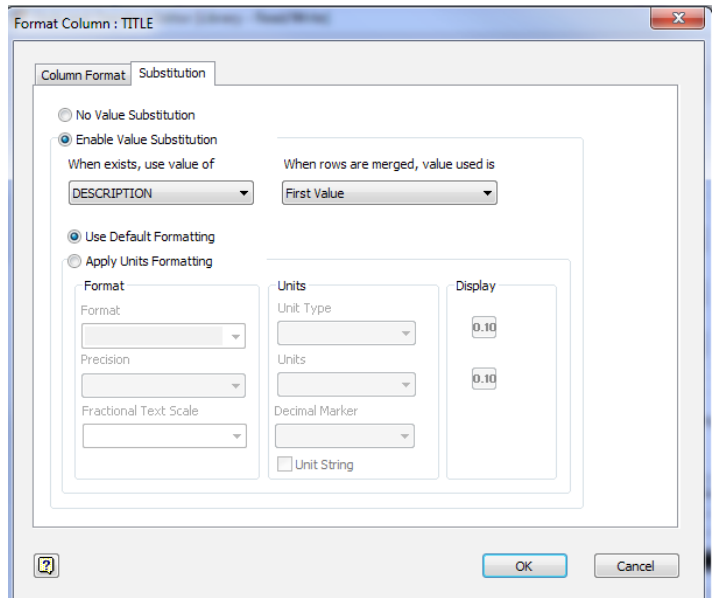 Format Column : TITLE
Column Format Substitution
No Value Substitution
Enable Value Substitution
When exists, use value of When rows are merged, value used is
DESCRIPTION First Value
Use Default Formatting
Apply Units Formatting
Format Units Display
Format Unit Type
0.10
Precision Units
0.10
Fractional Text Scale Decimal Marker
Unit String
OK Cancel